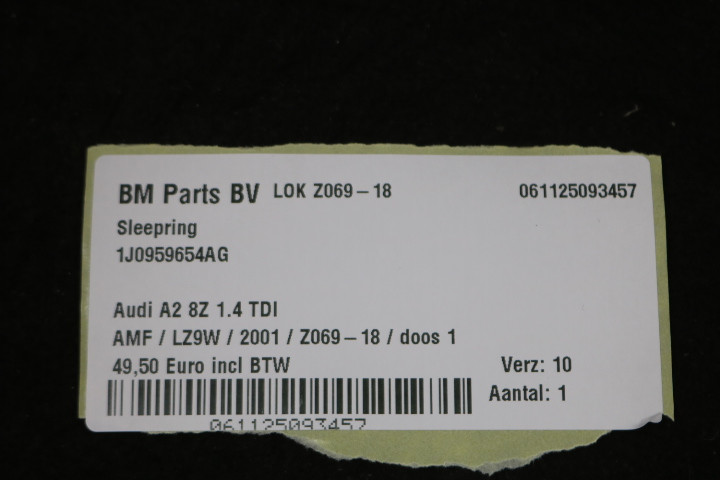 BM Parts BV LOK Z069-18 061125093457
Sleepring
1J0959654AG
Audi A2 8Z 1.4 TDI
AMF / LZ9W / 2001 / Z069-18 / doos 1
49,50 Euro incl BTW Verz: 10
Aantal: 1
061125093457